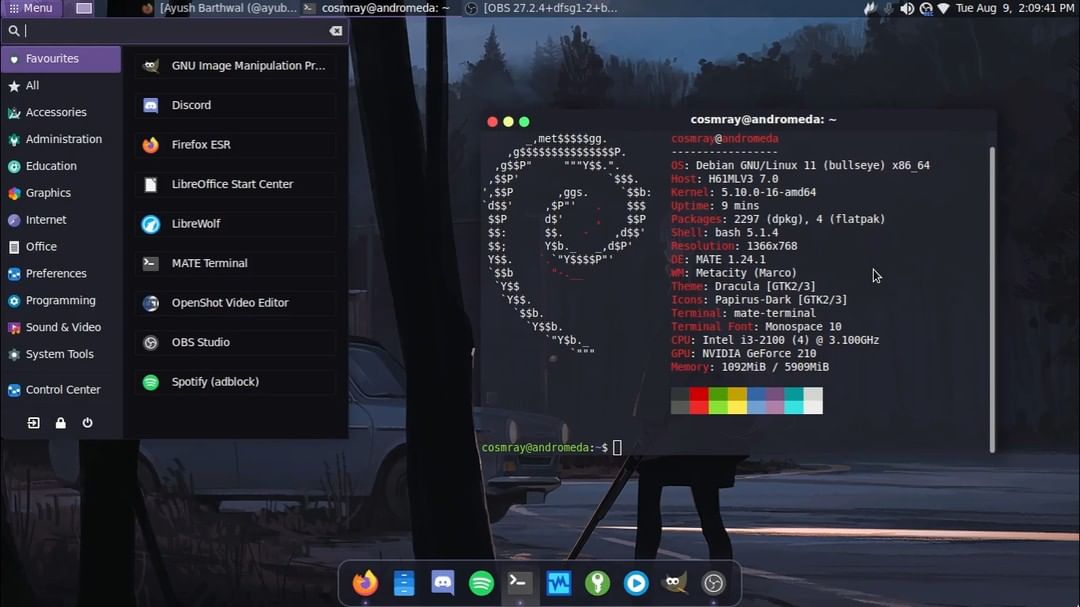 Menu
[Ayush Barthwal (@ayub...
cosmray@andromeda: ~
[OBS 27.2.4+dfsg1-2+b...
Tue Aug 9, 2:09:41 PM
Favourites
All
Accessories
Administration
Education
Graphics
Internet
Office
Preferences
Programming
Sound & Video
System Tools
Control Center
GNU Image Manipulation Pr...
Discord
Firefox ESR
LibreOffice Start Center
LibreWolf
MATE Terminal
OpenShot Video Editor
OBS Studio
Spotify (adblock)
cosmray@andromeda: ~
cosmray@andromeda
-----------------
OS: Debian GNU/Linux 11 (bullseye) x86_64
Host: H61MLV3 7.0
Kernel: 5.10.0-16-amd64
Uptime: 9 mins
Packages: 2297 (dpkg), 4 (flatpak)
Shell: bash 5.1.4
Resolution: 1366x768
DE: MATE 1.24.1
WM: Metacity (Marco)
Theme: Dracula [GTK2/3]
Icons: Papirus-Dark [GTK2/3]
Terminal: mate-terminal
Terminal Font: Monospace 10
CPU: Intel i3-2100 (4) @ 3.100GHz
GPU: NVIDIA GeForce 210
Memory: 1092MiB / 5909MiB
cosmray@andromeda:~$